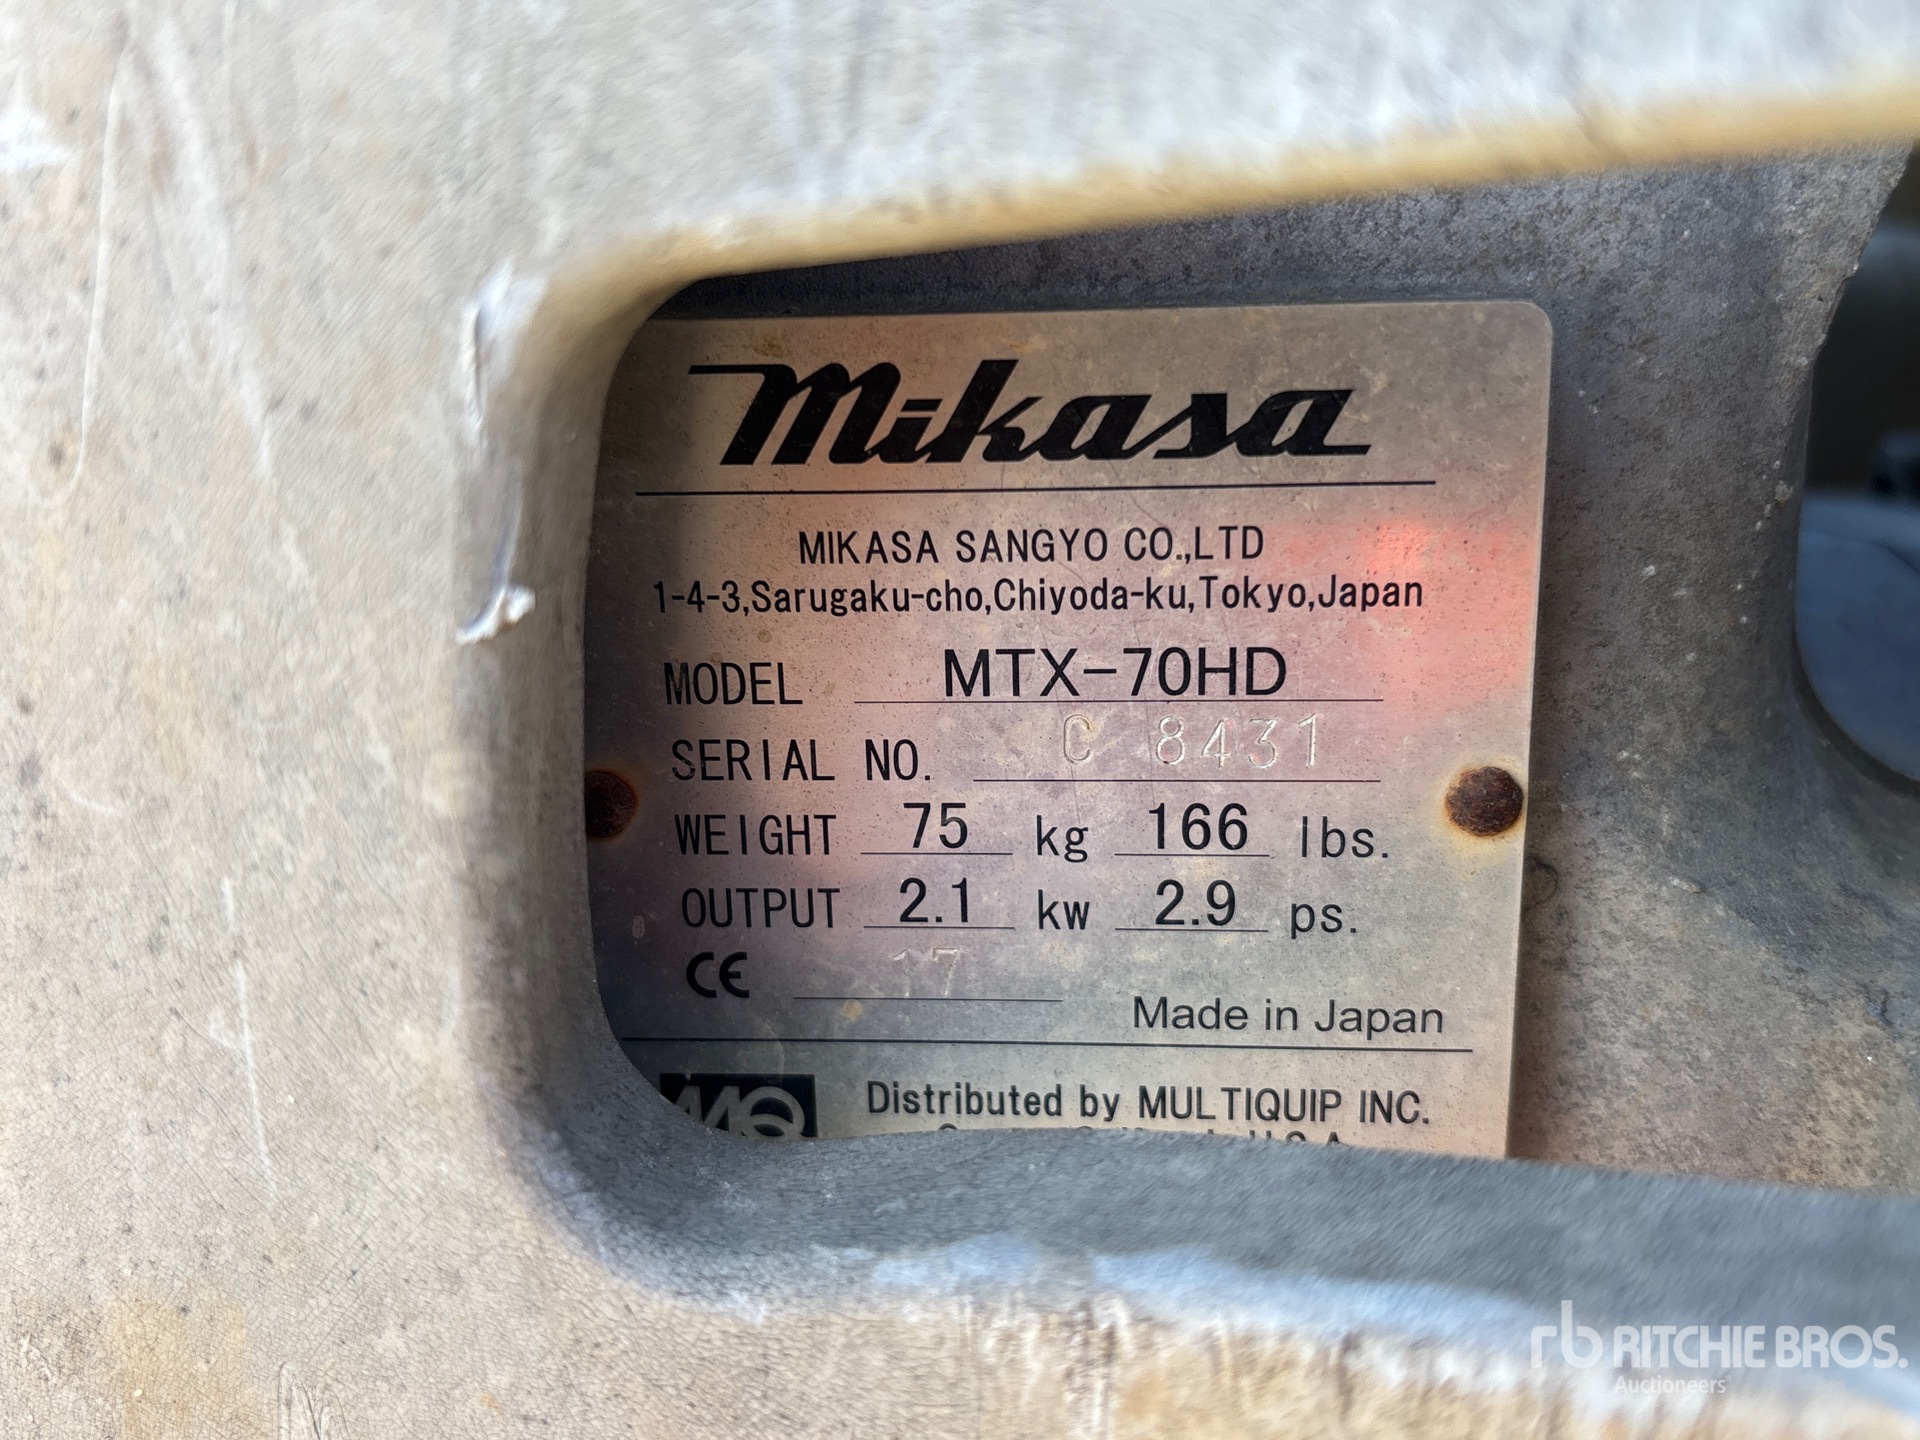 Mikasa
MIKASA SANGYO CO.,LTD
1-4-3,Sarugaku-cho,Chiyoda-ku,Tokyo,Japan
MODEL MTX-70HD
SERIAL NO. C 8431
WEIGHT 75 kg 166 lbs.
OUTPUT 2.1 kw 2.9 ps.
CE 17
Made in Japan
MQ Distributed by MULTIQUIP INC.
rb RITCHIE BROS.
Auctioneers